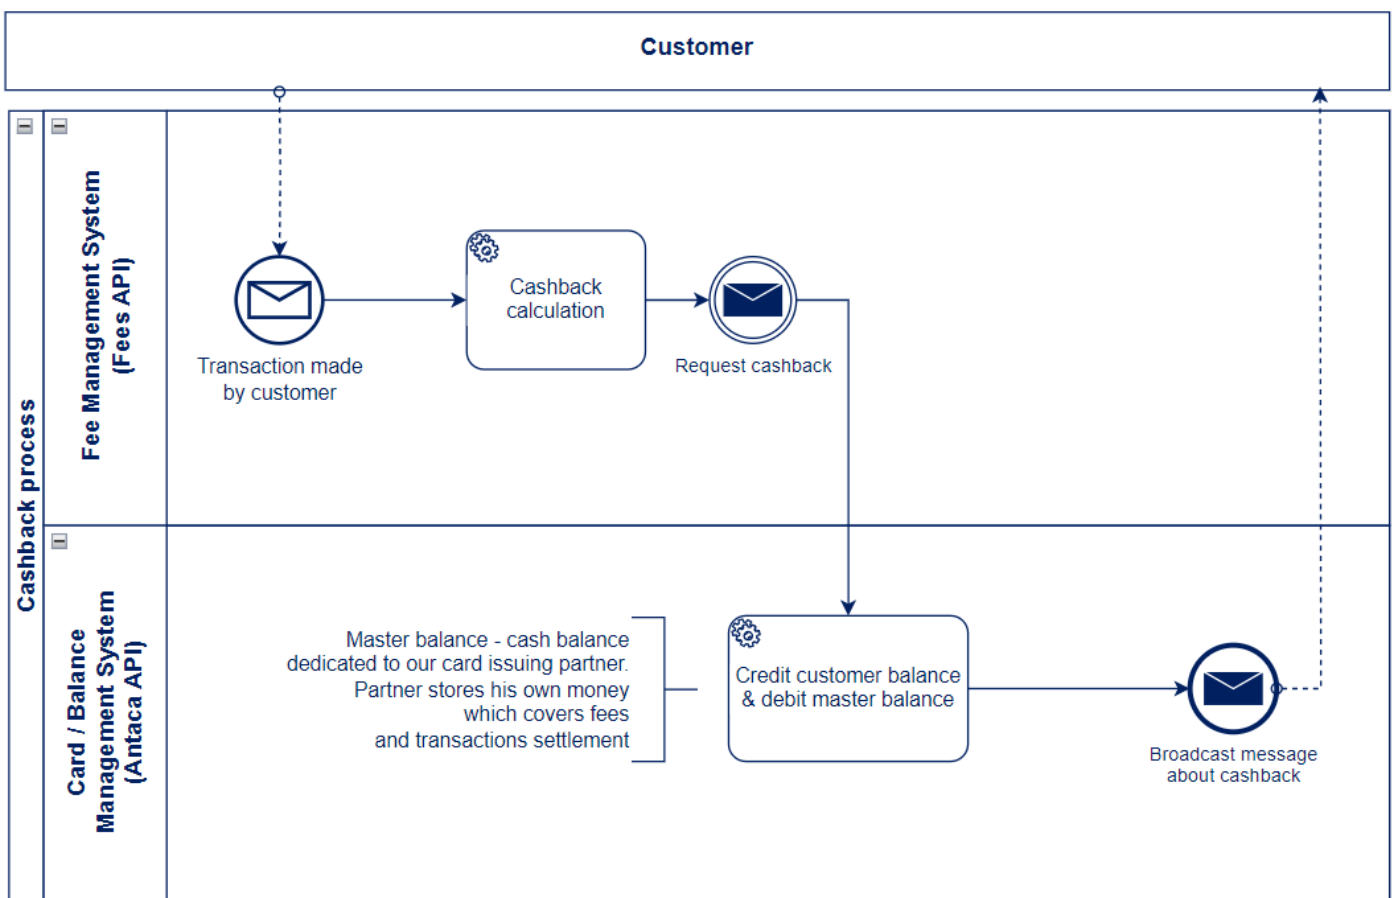 Customer
Cashback process
Fee Management System
(Fees API)
Transaction made
by customer
Cashback
calculation
Request cashback
Card / Balance
Management System
(Antaca API)
Master balance - cash balance
dedicated to our card issuing partner.
Partner stores his own money
which covers fees
and transactions settlement
Credit customer balance
& debit master balance
Broadcast message
about cashback